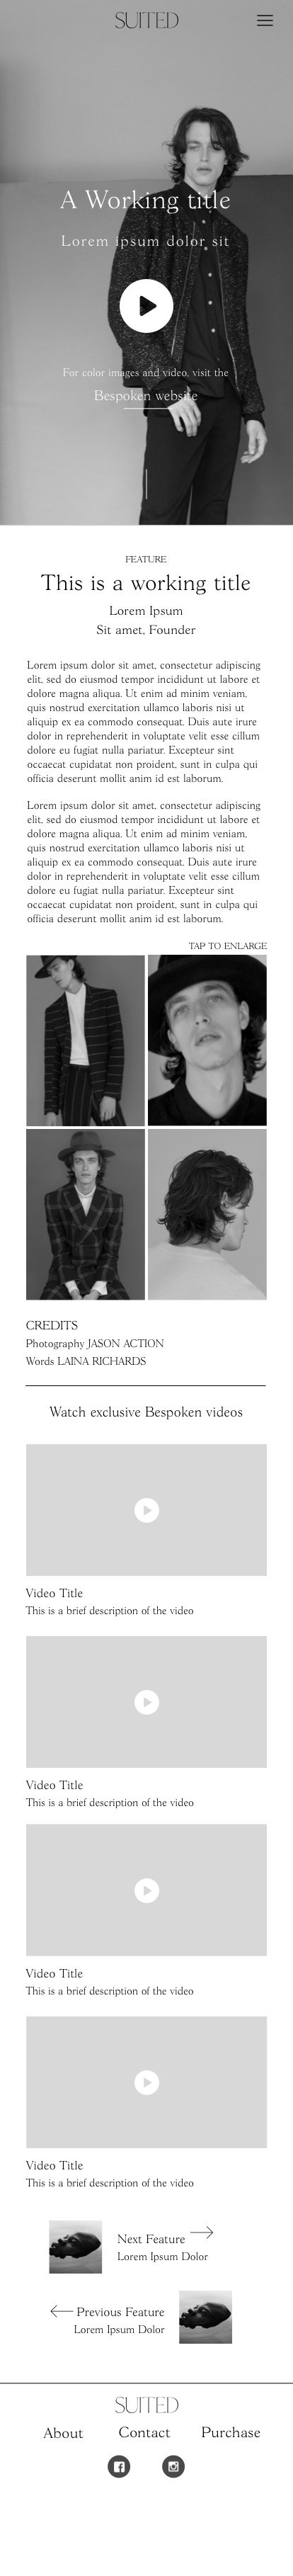 SUITED
A Working title
Lorem ipsum dolor sit
For color images and video, visit the
Bespoken website
FEATURE
This is a working title
Lorem Ipsum
Sit amet, Founder
Lorem ipsum dolor sit amet, consectetur adipiscing
elit, sed do eiusmod tempor incididunt ut labore et
dolore magna aliqua. Ut enim ad minim veniam,
quis nostrud exercitation ullamco laboris nisi ut
aliquip ex ea commodo consequat. Duis aute irure
dolor in reprehenderit in voluptate velit esse cillum
dolore eu fugiat nulla pariatur. Excepteur sint
occaecat cupidatat non proident, sunt in culpa qui
officia deserunt mollit anim id est laborum.
Lorem ipsum dolor sit amet, consectetur adipiscing
elit, sed do eiusmod tempor incididunt ut labore et
dolore magna aliqua. Ut enim ad minim veniam,
quis nostrud exercitation ullamco laboris nisi ut
aliquip ex ea commodo consequat. Duis aute irure
dolor in reprehenderit in voluptate velit esse cillum
dolore eu fugiat nulla pariatur. Excepteur sint
occaecat cupidatat non proident, sunt in culpa qui
officia deserunt mollit anim id est laborum.
TAP TO ENLARGE
CREDITS
Photography JASON ACTION
Words LAINA RICHARDS
Watch exclusive Bespoken videos
Video Title
This is a brief description of the video
Video Title
This is a brief description of the video
Video Title
This is a brief description of the video
Video Title
This is a brief description of the video
Next Feature
Lorem Ipsum Dolor
Previous Feature
Lorem Ipsum Dolor
SUITED
About Contact Purchase